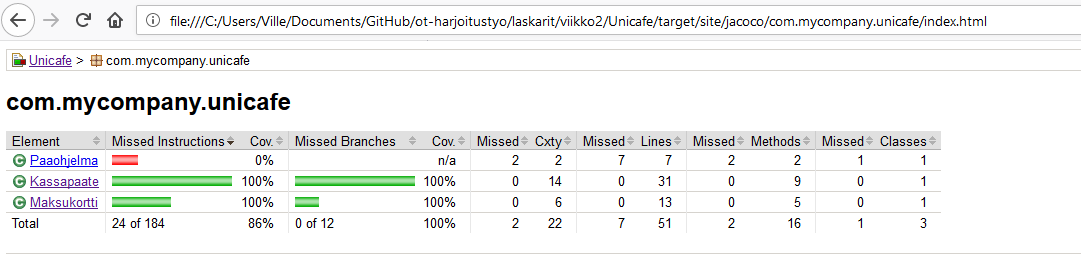 file:///C:/Users/Ville/Documents/GitHub/ot-harjoitustyo/laskarit/viikko2/Unicafe/target/site/jacoco/com.mycompany.unicafe/index.html
Unicafe > com.mycompany.unicafe
com.mycompany.unicafe
Element Missed Instructions Cov. Missed Branches Cov. Missed Cxty Missed Lines Missed Methods Missed Classes
Paaohjelma 0% n/a 2 2 7 7 2 2 1 1
Kassapaate 100% 100% 0 14 0 31 0 9 0 1
Maksukortti 100% 100% 0 6 0 13 0 5 0 1
Total 24 of 184 86% 0 of 12 100% 2 22 7 51 2 16 1 3